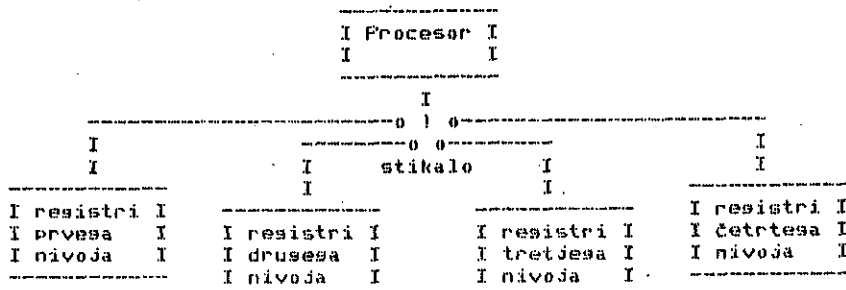 Procesor
stikalo
registri
prvega
nivoja
registri
drugega
nivoja
registri
tretjega
nivoja
registri
četrtega
nivoja